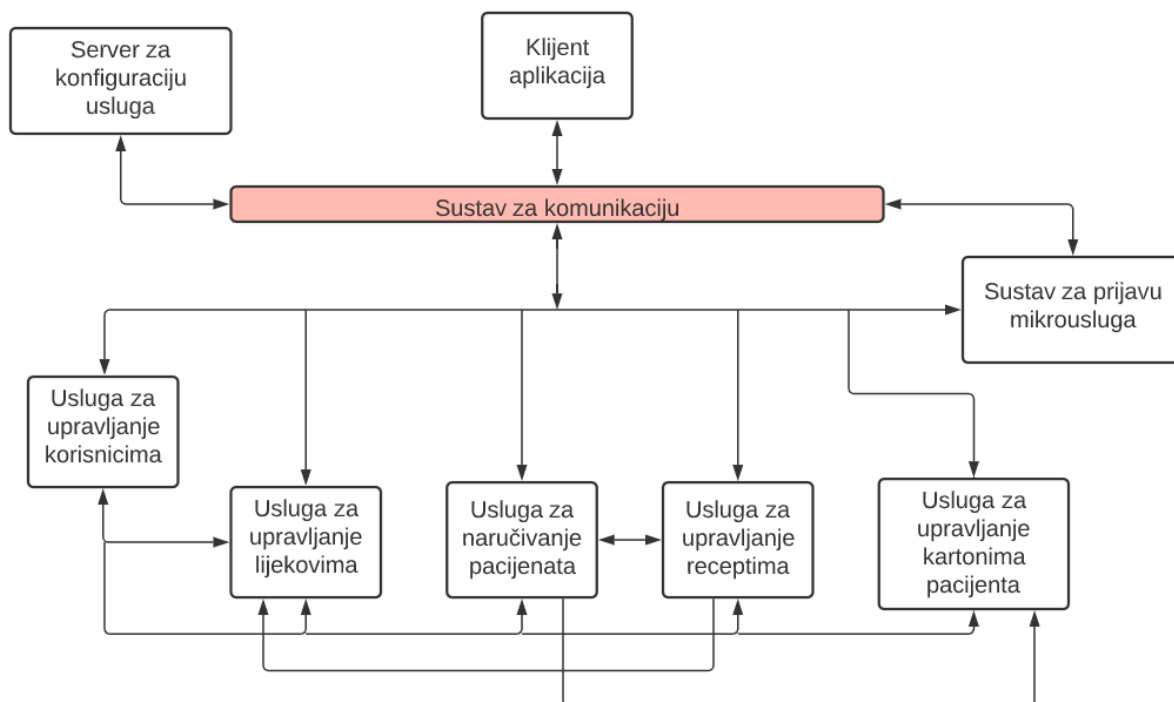 Server za
konfiguraciju
usluga
Klijent
aplikacija
Sustav za komunikaciju
Sustav za prijavu
mikrousluga
Usluga za
upravljanje
korisnicima
Usluga za
upravljanje
lijekovima
Usluga za
naručivanje
pacijenata
Usluga za
upravljanje
receptima
Usluga za
upravljanje
kartonima
pacijenta